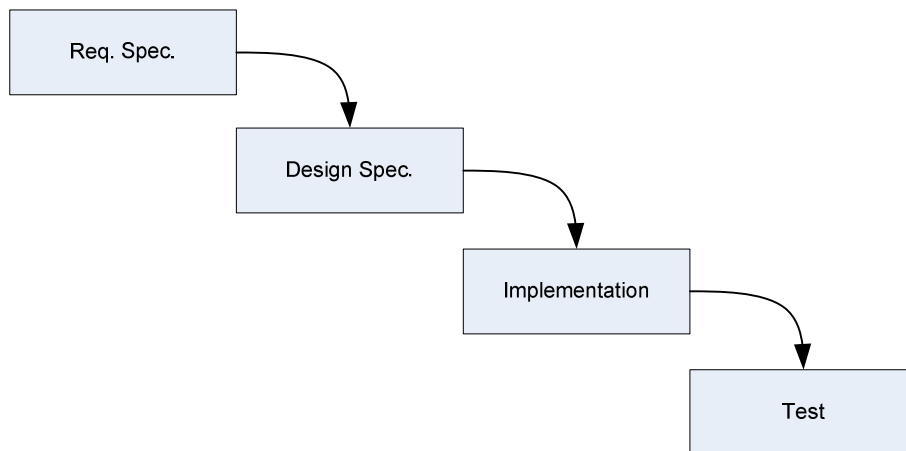 Req. Spec.
Design Spec.
Implementation
Test